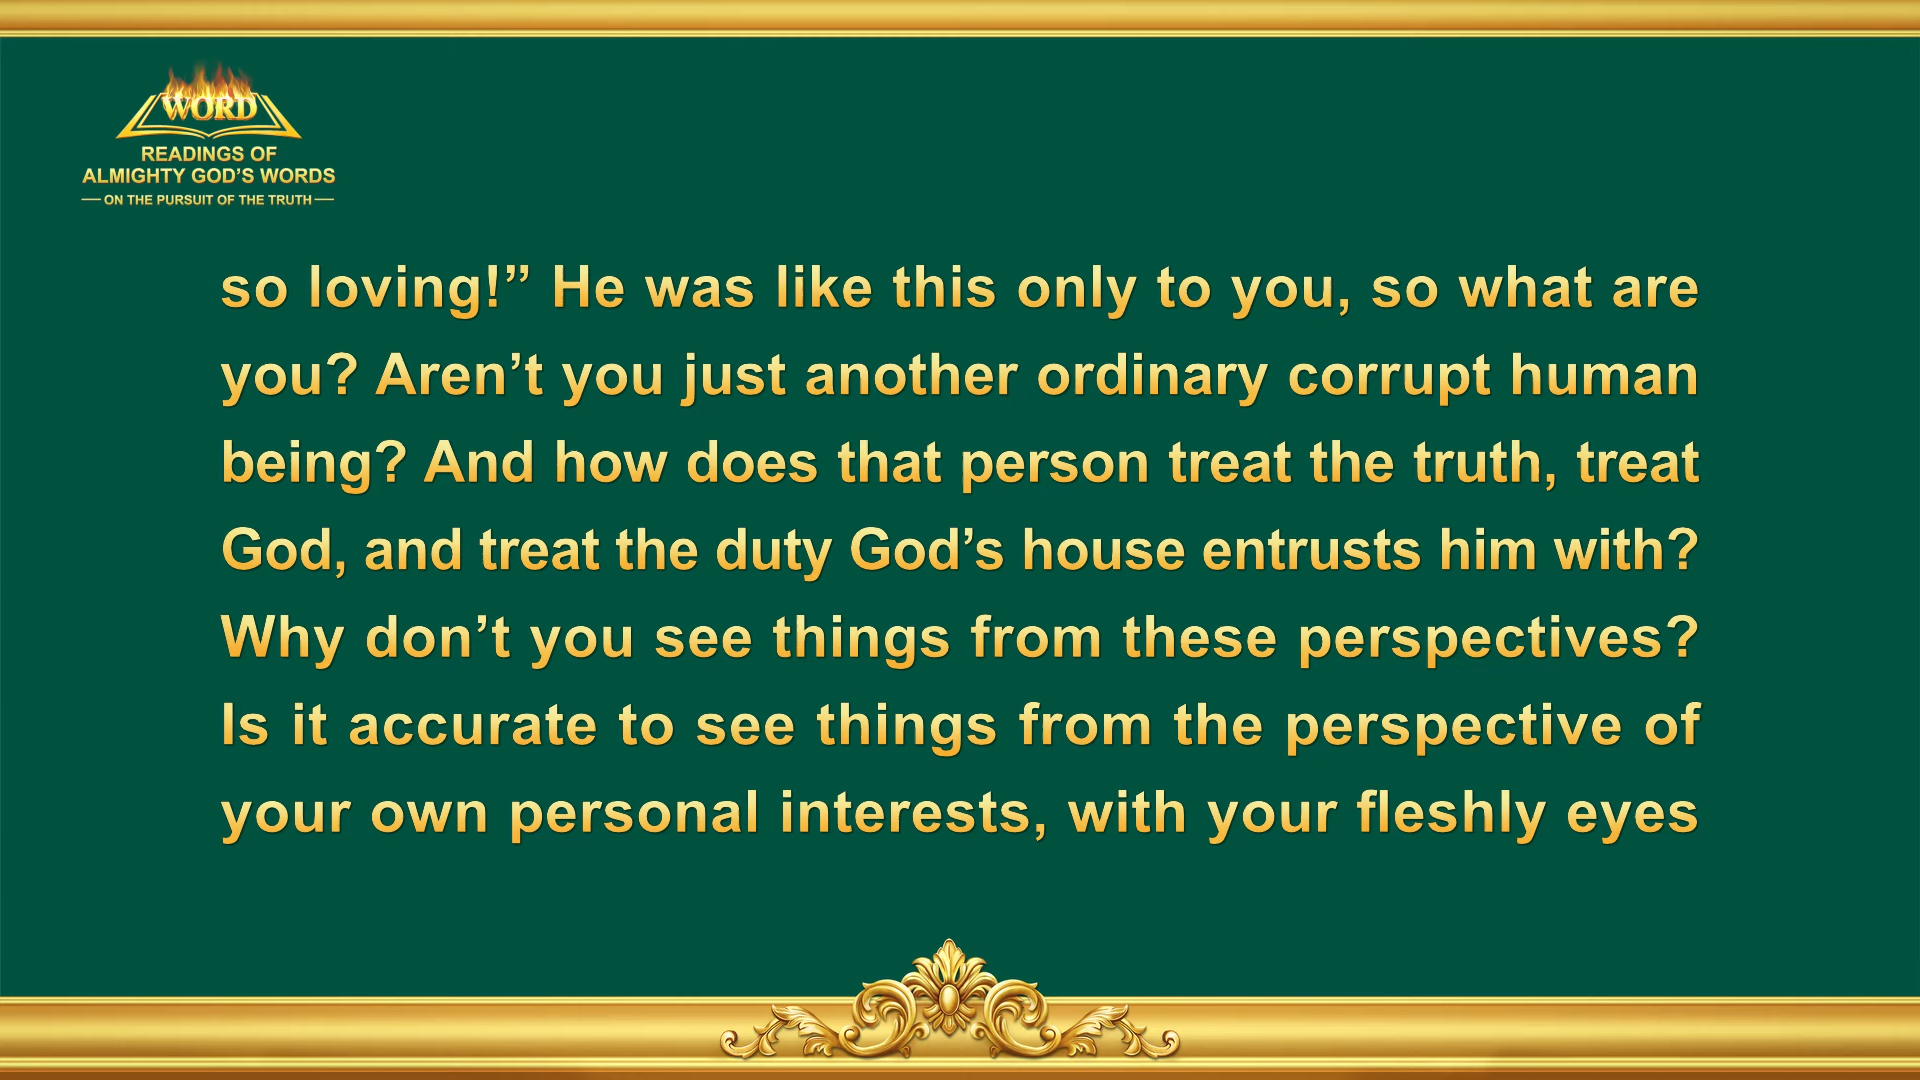 WORD
READINGS OF
ALMIGHTY GOD’S WORDS
ON THE PURSUIT OF THE TRUTH
so loving!” He was like this only to you, so what are
you? Aren’t you just another ordinary corrupt human
being? And how does that person treat the truth, treat
God, and treat the duty God’s house entrusts him with?
Why don’t you see things from these perspectives?
Is it accurate to see things from the perspective of
your own personal interests, with your fleshly eyes